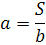 a = S/b